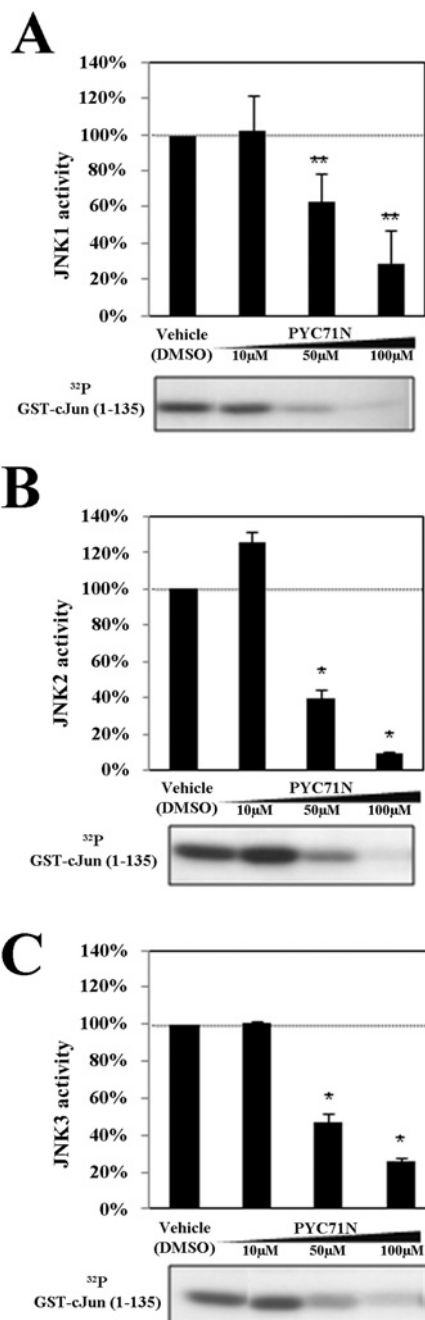 A
140%
120%
100%
80%
60%
40%
20%
0%
JNK1 activity
**
**
Vehicle
(DMSO)
PYC71N
10µM 50µM 100µM
32P
GST-cJun (1-135)
B
140%
120%
100%
80%
60%
40%
20%
0%
JNK2 activity
*
*
Vehicle
(DMSO)
PYC71N
10µM 50µM 100µM
32P
GST-cJun (1-135)
C
140%
120%
100%
80%
60%
40%
20%
0%
JNK3 activity
*
*
Vehicle
(DMSO)
PYC71N
10µM 50µM 100µM
32P
GST-cJun (1-135)